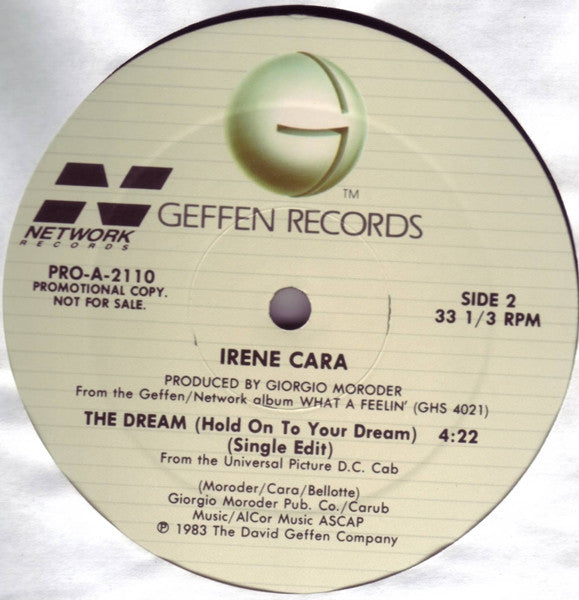 TM
GEFFEN RECORDS
NETWORK
RECORDS
PRO-A-2110
PROMOTIONAL COPY.
NOT FOR SALE.
SIDE 2
33 1/3 RPM
IRENE CARA
PRODUCED BY GIORGIO MORODER
From the Geffen/Network album WHAT A FEELIN' (GHS 4021)
THE DREAM (Hold On To Your Dream) 4:22
(Single Edit)
From the Universal Picture D.C. Cab
(Moroder/Cara/Bellotte)
Giorgio Moroder Pub. Co./Carub
Music/AlCor Music ASCAP
℗ 1983 The David Geffen Company